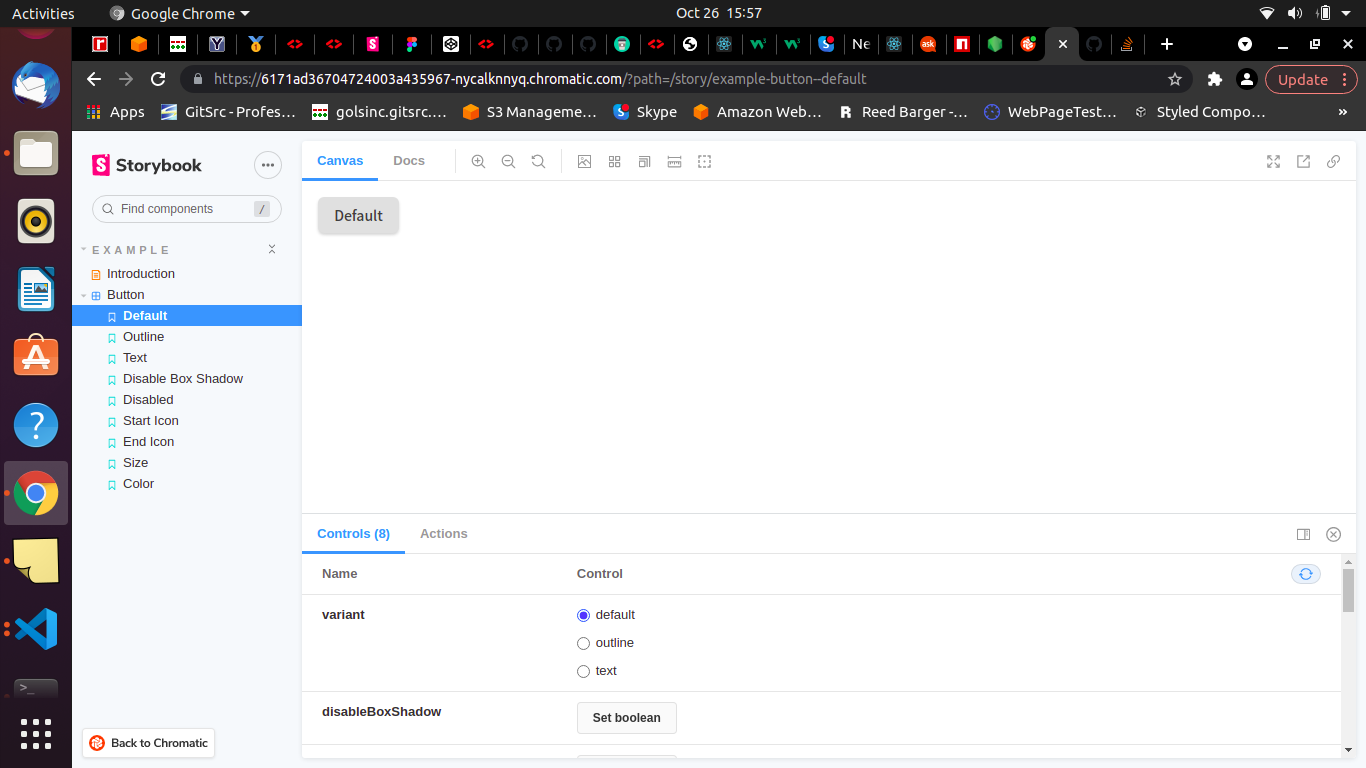 Activities Google Chrome Oct 26 15:57
Ne ask
https://6171ad36704724003a435967-nycalknnyq.chromatic.com/?path=/story/example-button--default Update
Apps GitSrc - Profes… golsinc.gitsrc.… S3 Manageme… Skype Amazon Web… Reed Barger -… WebPageTest… Styled Compo… »
Storybook
Canvas Docs
Find components /
Default
EXAMPLE
Introduction
Button
Default
Outline
Text
Disable Box Shadow
Disabled
Start Icon
End Icon
Size
Color
Controls (8) Actions
Name Control
variant default
outline
text
disableBoxShadow Set boolean
Back to Chromatic